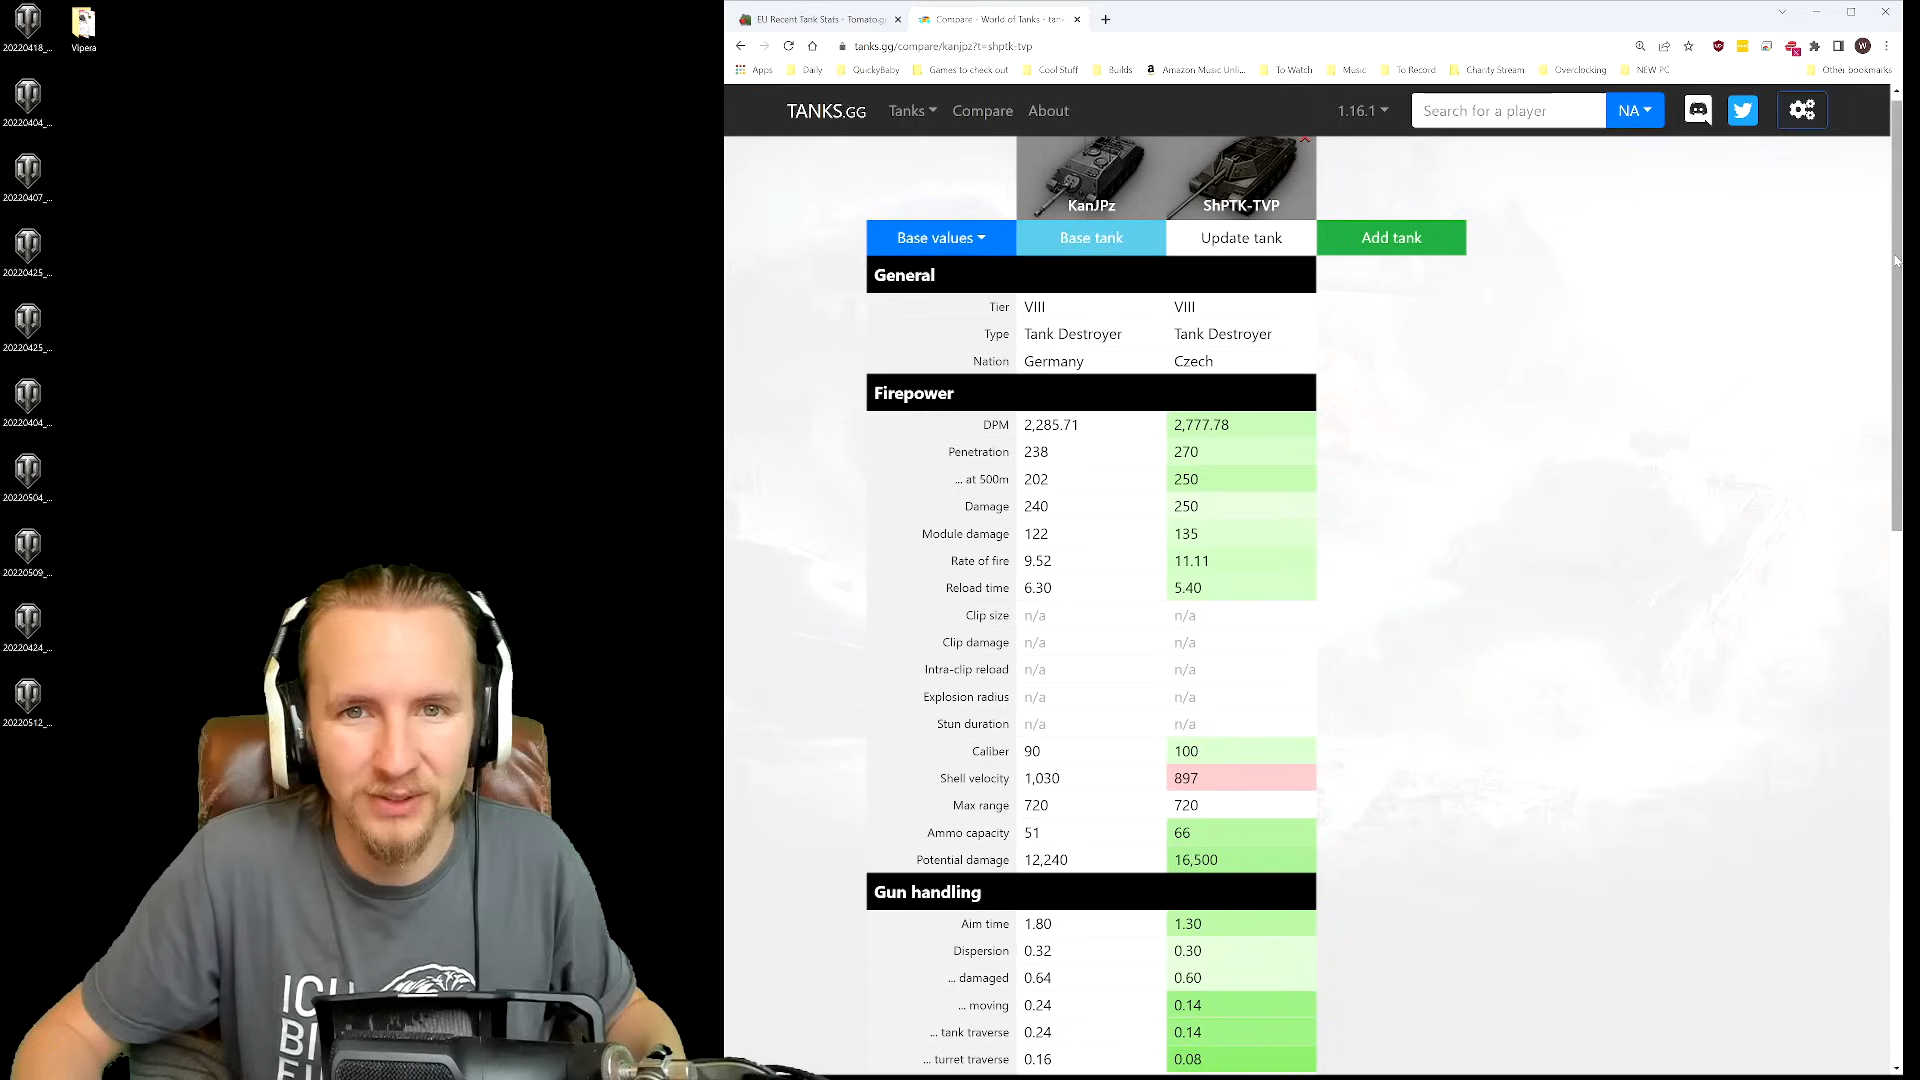 20220418_...
Vipera
20220404_...
20220407_...
20220425_...
20220425_...
20220404_...
20220504_...
20220509_...
20220424_...
20220512_...
EU Recent Tank Stats - Tomato.g
Compare - World of Tanks - tan
tanks.gg/compare/kanjpz?t=shptk-tvp
W
Apps
Daily
QuickyBaby
Games to check out
Cool Stuff
Builds
Amazon Music Unli...
To Watch
Music
To Record
Charity Stream
Overclocking
NEW PC
Other bookmarks
TANKS.GG
Tanks
Compare
About
1.16.1
Search for a player
NA
KanJPz
ShPTK-TVP
Base values
Base tank
Update tank
Add tank
General
Tier VIII VIII
Type Tank Destroyer Tank Destroyer
Nation Germany Czech
Firepower
DPM 2,285.71 2,777.78
Penetration 238 270
... at 500m 202 250
Damage 240 250
Module damage 122 135
Rate of fire 9.52 11.11
Reload time 6.30 5.40
Clip size n/a n/a
Clip damage n/a n/a
Intra-clip reload n/a n/a
Explosion radius n/a n/a
Stun duration n/a n/a
Caliber 90 100
Shell velocity 1,030 897
Max range 720 720
Ammo capacity 51 66
Potential damage 12,240 16,500
Gun handling
Aim time 1.80 1.30
Dispersion 0.32 0.30
... damaged 0.64 0.60
... moving 0.24 0.14
... tank traverse 0.24 0.14
... turret traverse 0.16 0.08
ICH